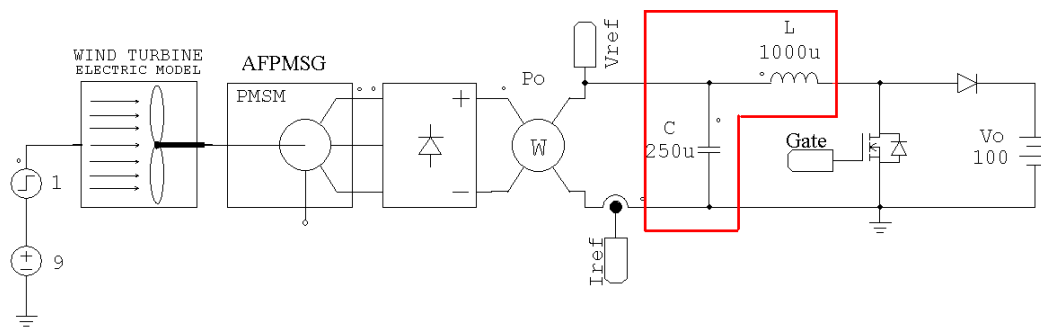 WIND TURBINE
ELECTRIC MODEL
AFPMSG
PMSM
1
9
+
−
Po
W
Vref
Iref
L
1000u
C
250u
Gate
Vo
100